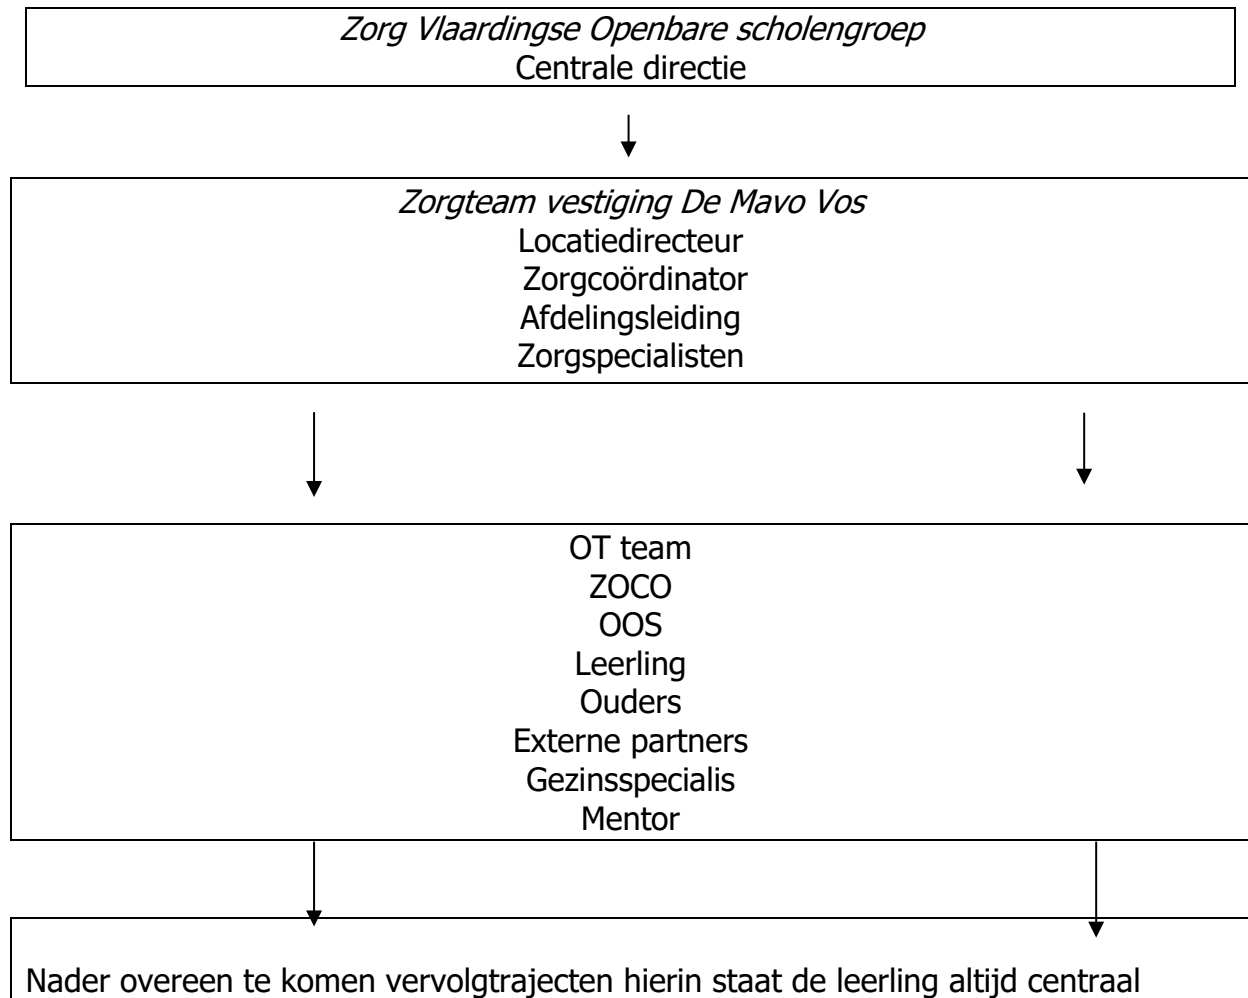 Zorg Vlaardingse Openbare scholengroep
Centrale directie
Zorgteam vestiging De Mavo Vos
Locatiedirecteur
Zorgcoördinator
Afdelingsleiding
Zorgspecialisten
OT team
ZOCO
OOS
Leerling
Ouders
Externe partners
Gezinsspecialis
Mentor
Nader overeen te komen vervolgtrajecten hierin staat de leerling altijd centraal